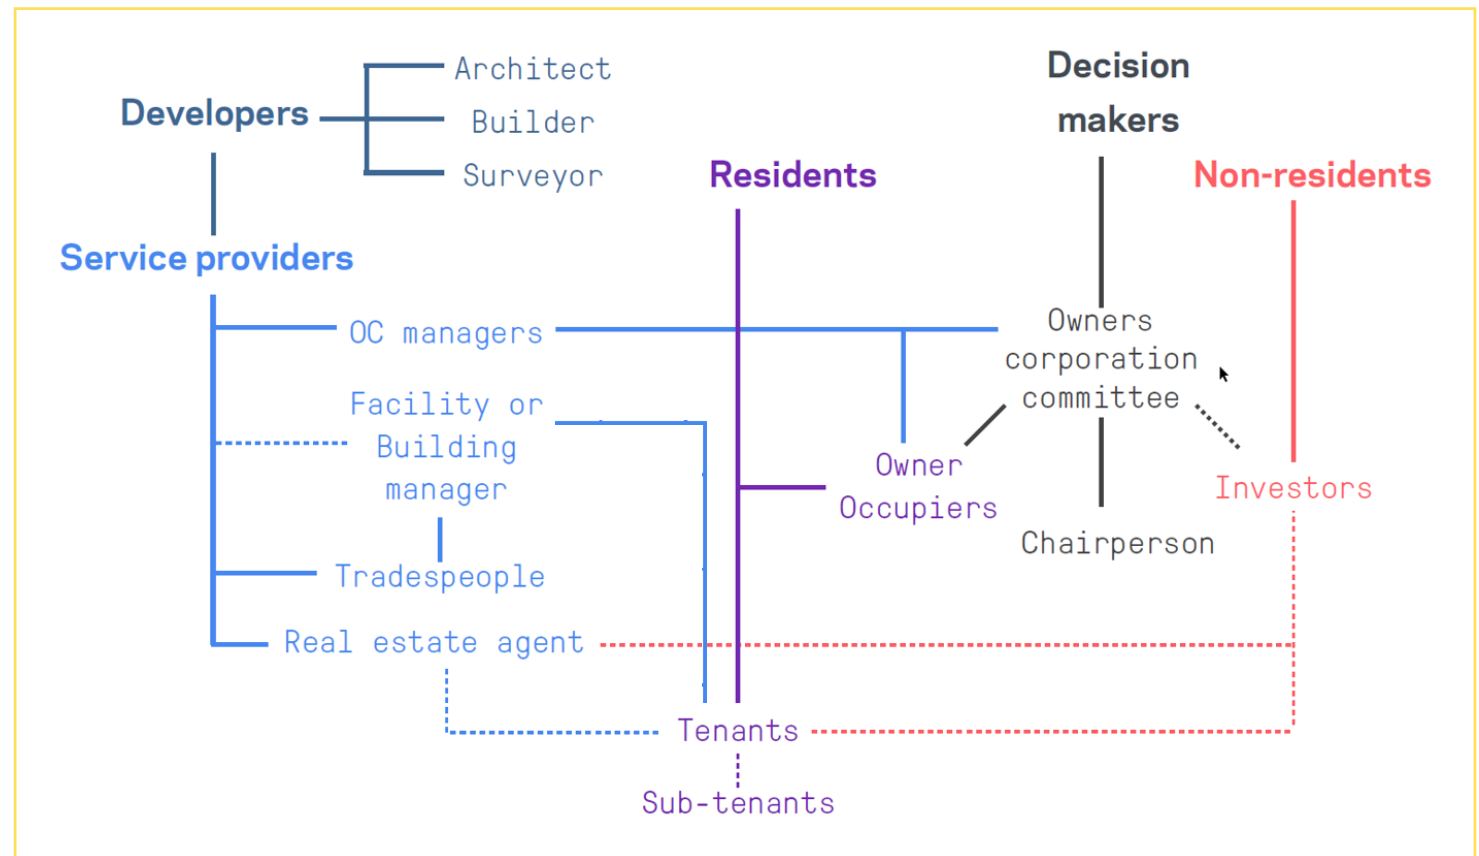 Developers
Architect
Builder
Surveyor
Service providers
OC managers
Facility or
Building
manager
Tradespeople
Real estate agent
Residents
Owner
Occupiers
Tenants
Sub-tenants
Decision
makers
Owners
corporation
committee
Chairperson
Non-residents
Investors